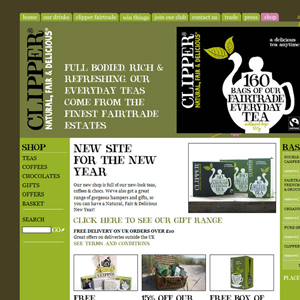 home
our drinks
clipper fairtrade
win things
join our club
contact us
trade
press
shop
CLIPPER
NATURAL, FAIR & DELICIOUS
FULL BODIED RICH &
REFRESHING OUR
EVERYDAY TEAS
COME FROM THE
FINEST FAIRTRADE
ESTATES
CLIPPER
NATURAL, FAIR & DELICIOUS
a delicious
tea anytime
160
BAGS OF OUR
FAIRTRADE
EVERYDAY
TEA
SHOP
TEAS
COFFEES
CHOCOLATES
GIFTS
OFFERS
BASKET
SEARCH
GO
NEW SITE
FOR THE NEW
YEAR
Our new shop is full of our new-look teas,
coffees & chocs. We've also got a great
range of gorgeous hampers and gifts, so
you can have a Natural, Fair & Delicious
New Year!
CLICK HERE TO SEE OUR GIFT RANGE
FREE DELIVERY ON UK ORDERS OVER £10
Great offers on deliveries outside the UK
SEE TERMS AND CONDITIONS
FREE
15% OFF OUR
FREE BOX OF
BAS